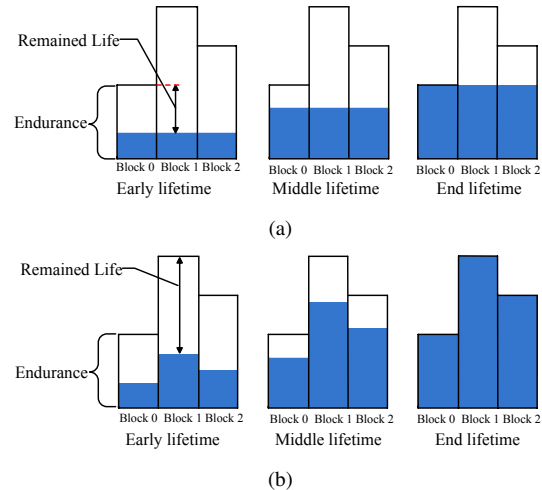 Remained Life
Endurance
Block 0 Block 1 Block 2
Block 0 Block 1 Block 2
Block 0 Block 1 Block 2
Early lifetime
Middle lifetime
End lifetime
(a)
Remained Life
Endurance
Block 0 Block 1 Block 2
Block 0 Block 1 Block 2
Block 0 Block 1 Block 2
Early lifetime
Middle lifetime
End lifetime
(b)